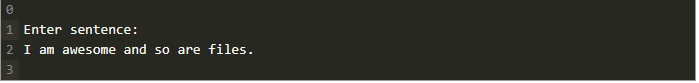 0
1 Enter sentence:
2 I am awesome and so are files.
3